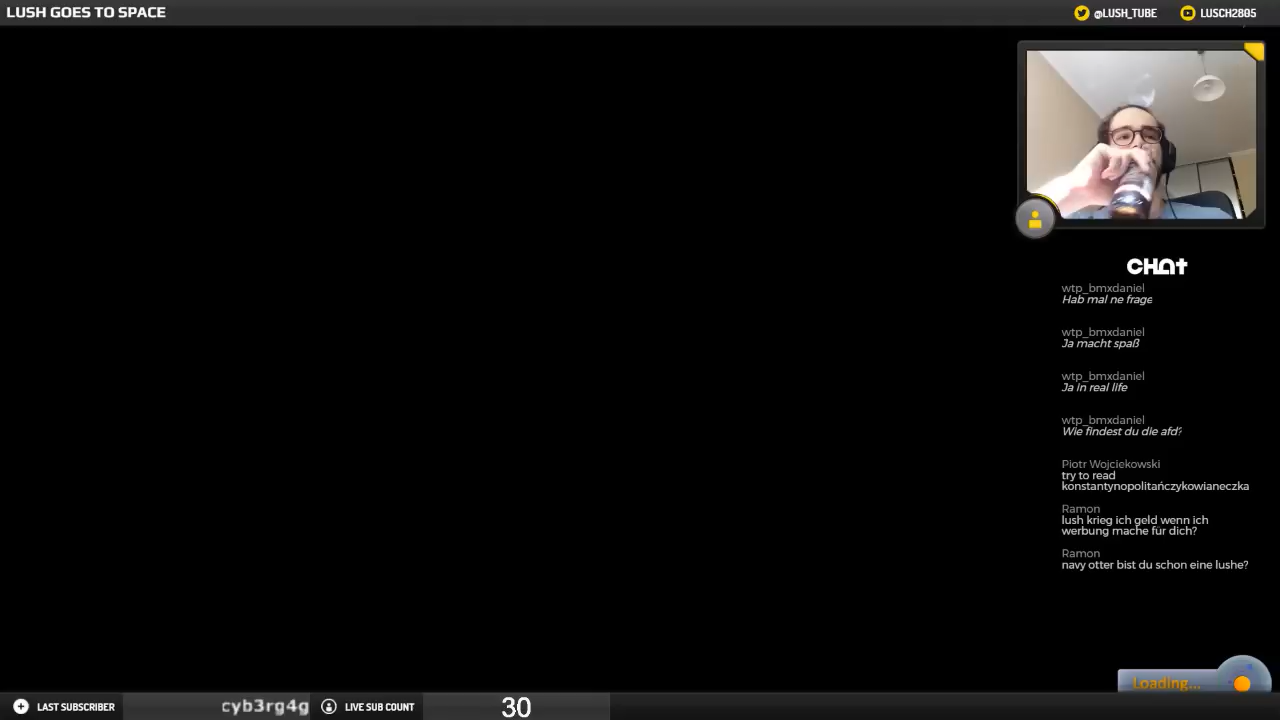 LUSH GOES TO SPACE
@LUSH_TUBE
LUSCH2805
CHAt
wtp_bmxdaniel
Hab mal ne frage
wtp_bmxdaniel
Ja macht spaß
wtp_bmxdaniel
Ja in real life
wtp_bmxdaniel
Wie findest du die afd?
Piotr Wojciekowski
try to read
konstantynopolitańczykowianeczka
Ramon
lush krieg ich geld wenn ich
werbung mache für dich?
Ramon
navy otter bist du schon eine lushe?
Loading...
LAST SUBSCRIBER
cyb3rg4g
LIVE SUB COUNT
30